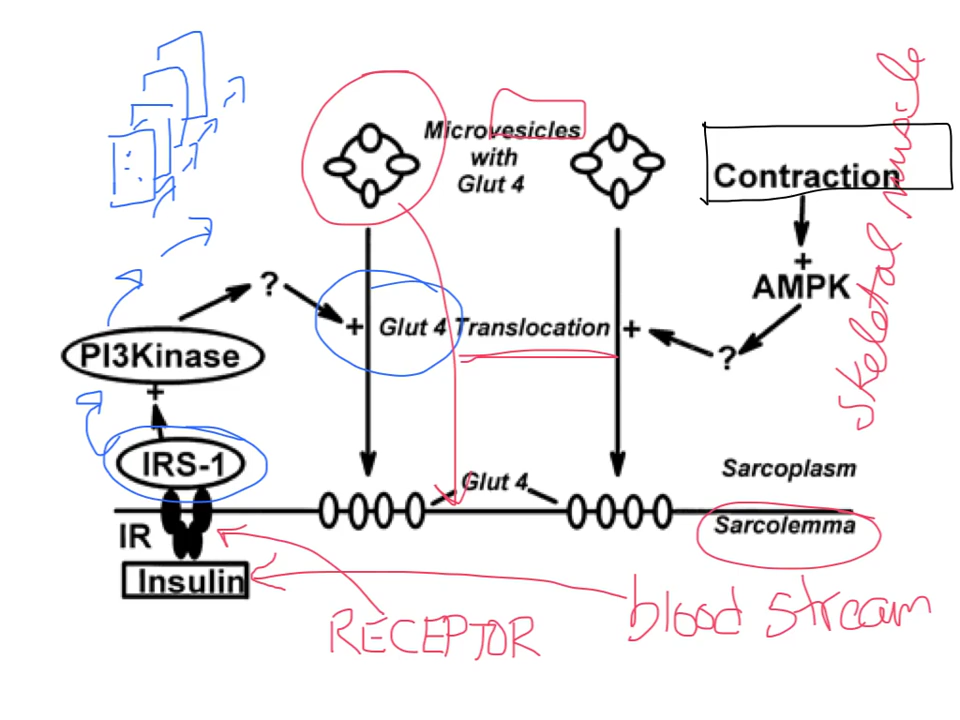 Microvesicles
with
Glut 4
Contraction
+
AMPK
?
+
Glut 4 Translocation
+
?
PI3Kinase
+
IRS-1
Glut 4
Sarcoplasm
Sarcolemma
IR
Insulin
RECEPTOR
blood stream
skeletal muscle